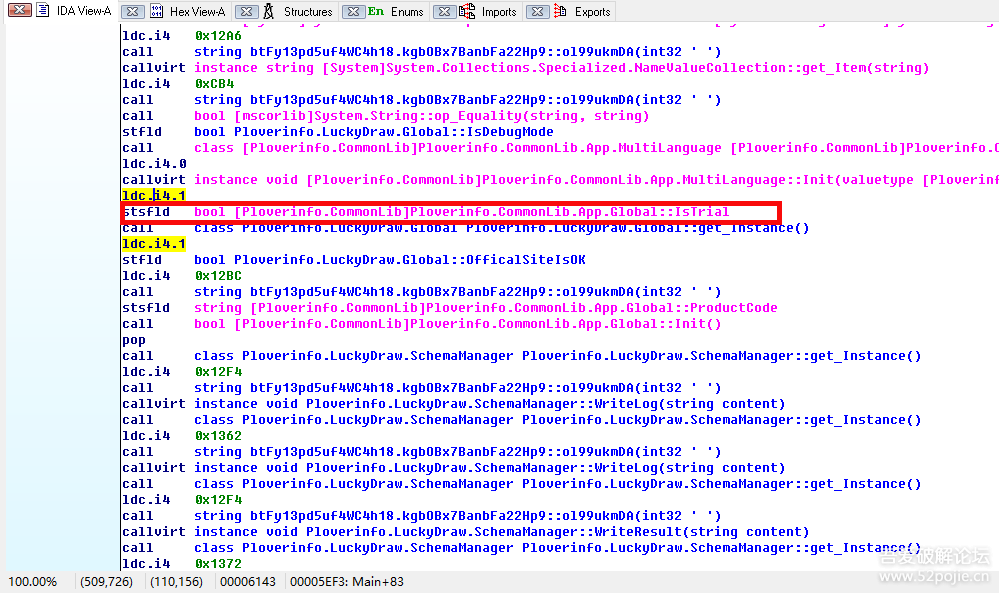 IDA View-A Hex View-A Structures En Enums Imports Exports
ldc.i4 0x12A6
call string btFy13pd5uf4WC4h18.kgbOBx7BanbFa22Hp9::ol99ukmDA(int32 ' ')
callvirt instance string [System]System.Collections.Specialized.NameValueCollection::get_Item(string)
ldc.i4 0xCB4
call string btFy13pd5uf4WC4h18.kgbOBx7BanbFa22Hp9::ol99ukmDA(int32 ' ')
call bool [mscorlib]System.String::op_Equality(string, string)
stfld bool Ploverinfo.LuckyDraw.Global::IsDebugMode
call class [Ploverinfo.CommonLib]Ploverinfo.CommonLib.App.MultiLanguage [Ploverinfo.CommonLib]Ploverinfo.C
ldc.i4.0
callvirt instance void [Ploverinfo.CommonLib]Ploverinfo.CommonLib.App.MultiLanguage::Init(valuetype [Ploverinfo
ldc.i4.1
stsfld bool [Ploverinfo.CommonLib]Ploverinfo.CommonLib.App.Global::IsTrial
call class Ploverinfo.LuckyDraw.Global Ploverinfo.LuckyDraw.Global::get_Instance()
ldc.i4.1
stfld bool Ploverinfo.LuckyDraw.Global::OfficalSiteIsOK
ldc.i4 0x12BC
call string btFy13pd5uf4WC4h18.kgbOBx7BanbFa22Hp9::ol99ukmDA(int32 ' ')
stsfld string [Ploverinfo.CommonLib]Ploverinfo.CommonLib.App.Global::ProductCode
call bool [Ploverinfo.CommonLib]Ploverinfo.CommonLib.App.Global::Init()
pop
call class Ploverinfo.LuckyDraw.SchemaManager Ploverinfo.LuckyDraw.SchemaManager::get_Instance()
ldc.i4 0x12F4
call string btFy13pd5uf4WC4h18.kgbOBx7BanbFa22Hp9::ol99ukmDA(int32 ' ')
callvirt instance void Ploverinfo.LuckyDraw.SchemaManager::WriteLog(string content)
call class Ploverinfo.LuckyDraw.SchemaManager Ploverinfo.LuckyDraw.SchemaManager::get_Instance()
ldc.i4 0x1362
call string btFy13pd5uf4WC4h18.kgbOBx7BanbFa22Hp9::ol99ukmDA(int32 ' ')
callvirt instance void Ploverinfo.LuckyDraw.SchemaManager::WriteLog(string content)
call class Ploverinfo.LuckyDraw.SchemaManager Ploverinfo.LuckyDraw.SchemaManager::get_Instance()
ldc.i4 0x12F4
call string btFy13pd5uf4WC4h18.kgbOBx7BanbFa22Hp9::ol99ukmDA(int32 ' ')
callvirt instance void Ploverinfo.LuckyDraw.SchemaManager::WriteResult(string content)
call class Ploverinfo.LuckyDraw.SchemaManager Ploverinfo.LuckyDraw.SchemaManager::get_Instance()
ldc.i4 0x1372
吾爱破解论坛
www.52pojie.cn
100.00% (509,726) (110,156) 00006143 00005EF3: Main+83